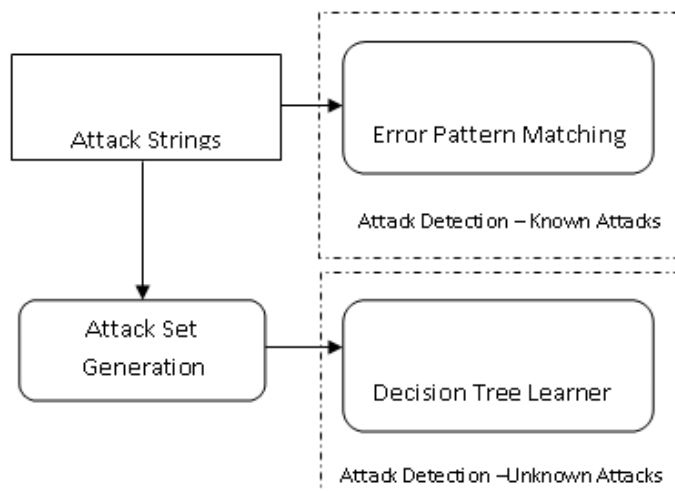 Attack Strings
Error Pattern Matching
Attack Detection – Known Attacks
Attack Set
Generation
Decision Tree Learner
Attack Detection –Unknown Attacks